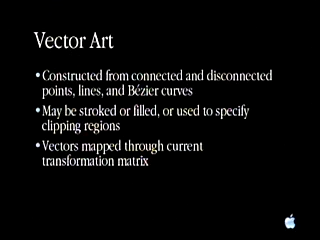 Vector Art
•Constructed from connected and disconnected
points, lines, and Bézier curves
•May be stroked or filled, or used to specify
clipping regions
•Vectors mapped through current
transformation matrix